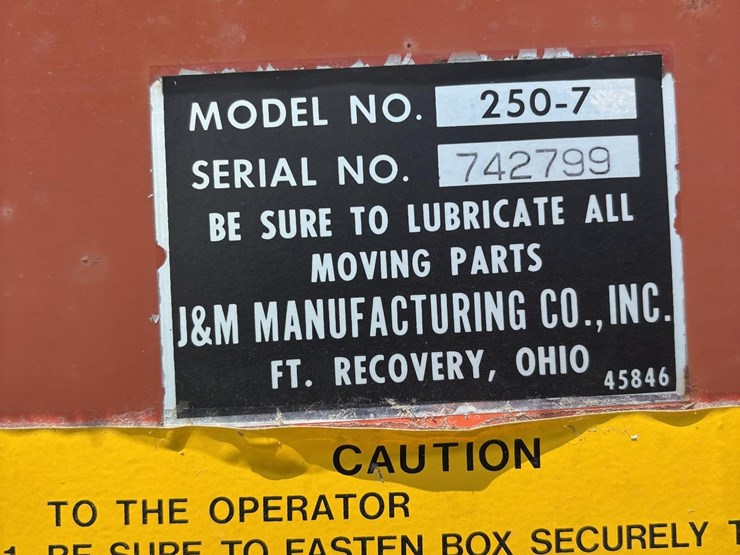 MODEL NO. 250-7
SERIAL NO. 742799
BE SURE TO LUBRICATE ALL
MOVING PARTS
J&M MANUFACTURING CO., INC.
FT. RECOVERY, OHIO 45846
CAUTION
TO THE OPERATOR
1. BE SURE TO FASTEN BOX SECURELY